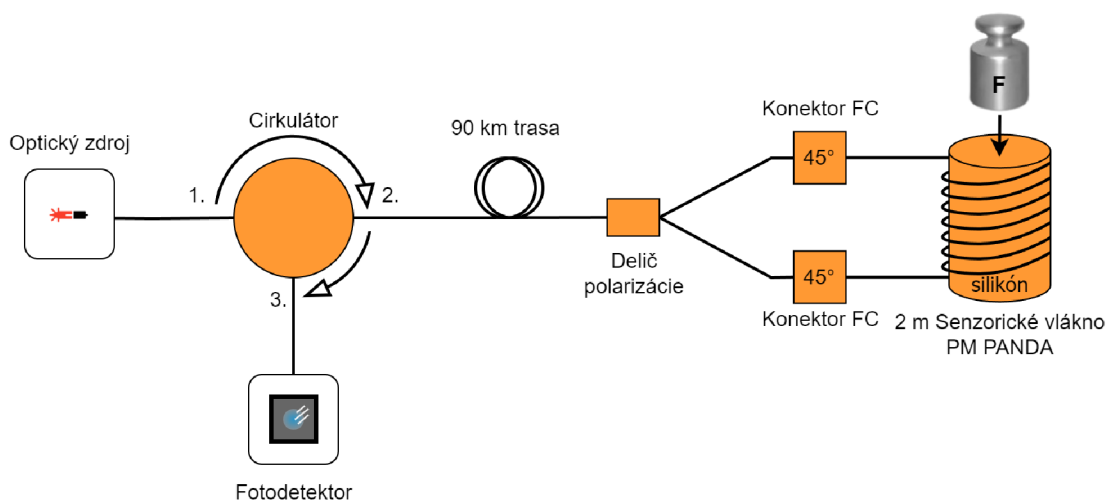 Optický zdroj
Cirkulátor
1.
2.
3.
Fotodetektor
90 km trasa
Delič
polarizácie
Konektor FC
45°
45°
Konektor FC
F
silikón
2 m Senzorické vlákno
PM PANDA